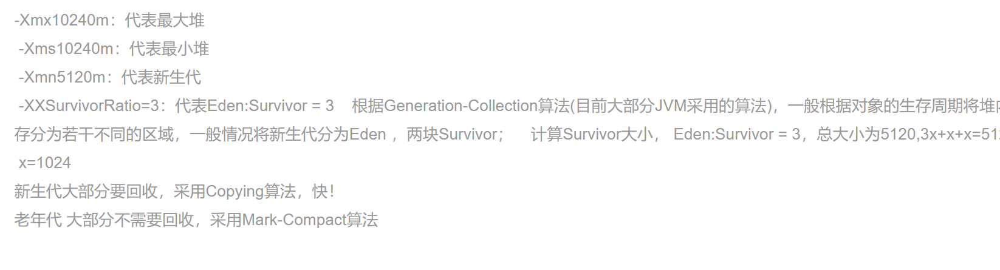 -Xmx10240m：代表最大堆
-Xms10240m：代表最小堆
-Xmn5120m：代表新生代
-XXSurvivorRatio=3：代表Eden:Survivor = 3    根据Generation-Collection算法(目前大部分JVM采用的算法)，一般根据对象的生存周期将堆内
存分为若干不同的区域，一般情况将新生代分为Eden ，两块Survivor；    计算Survivor大小， Eden:Survivor = 3，总大小为5120,3x+x+x=51
x=1024
新生代大部分要回收，采用Copying算法，快！
老年代 大部分不需要回收，采用Mark-Compact算法